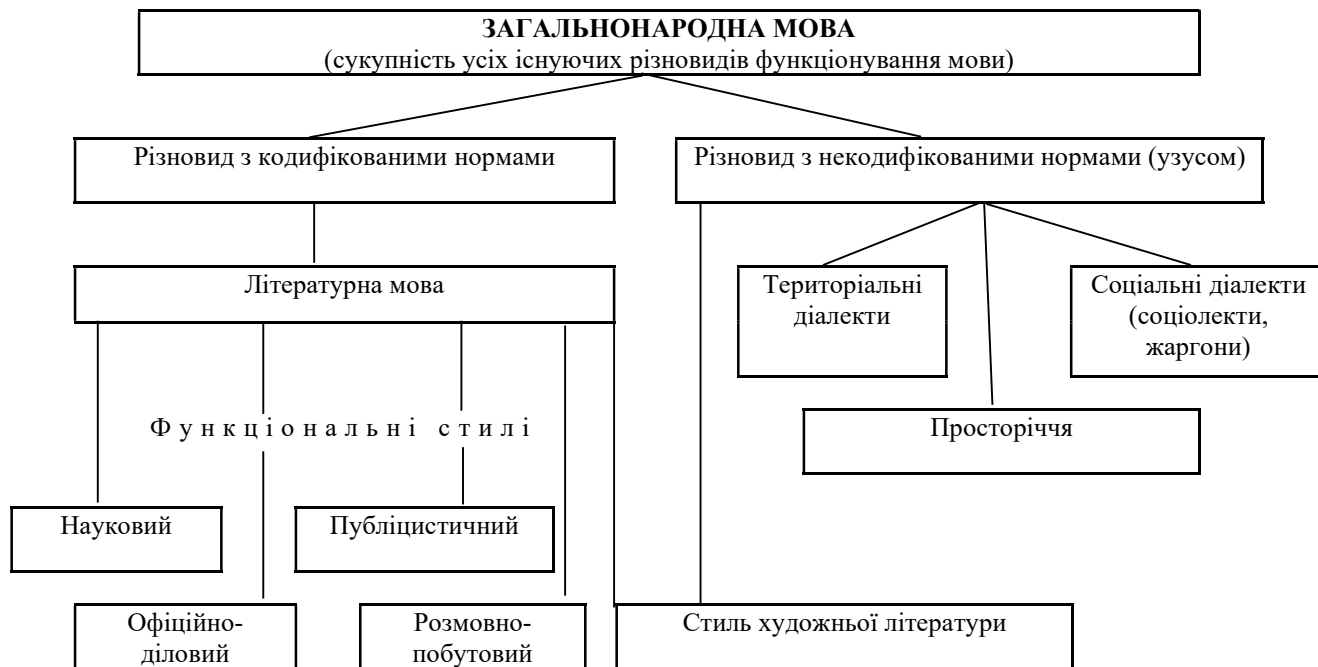 ЗАГАЛЬНОНАРОДНА МОВА
(сукупність усіх існуючих різновидів функціонування мови)
Різновид з кодифікованими нормами
Різновид з некодифікованими нормами (узусом)
Літературна мова
Територіальні
діалекти
Соціальні діалекти
(соціолекти,
жаргони)
Просторіччя
Функціональні стилі
Науковий
Публіцистичний
Офіційно-
діловий
Розмовно-
побутовий
Стиль художньої літератури